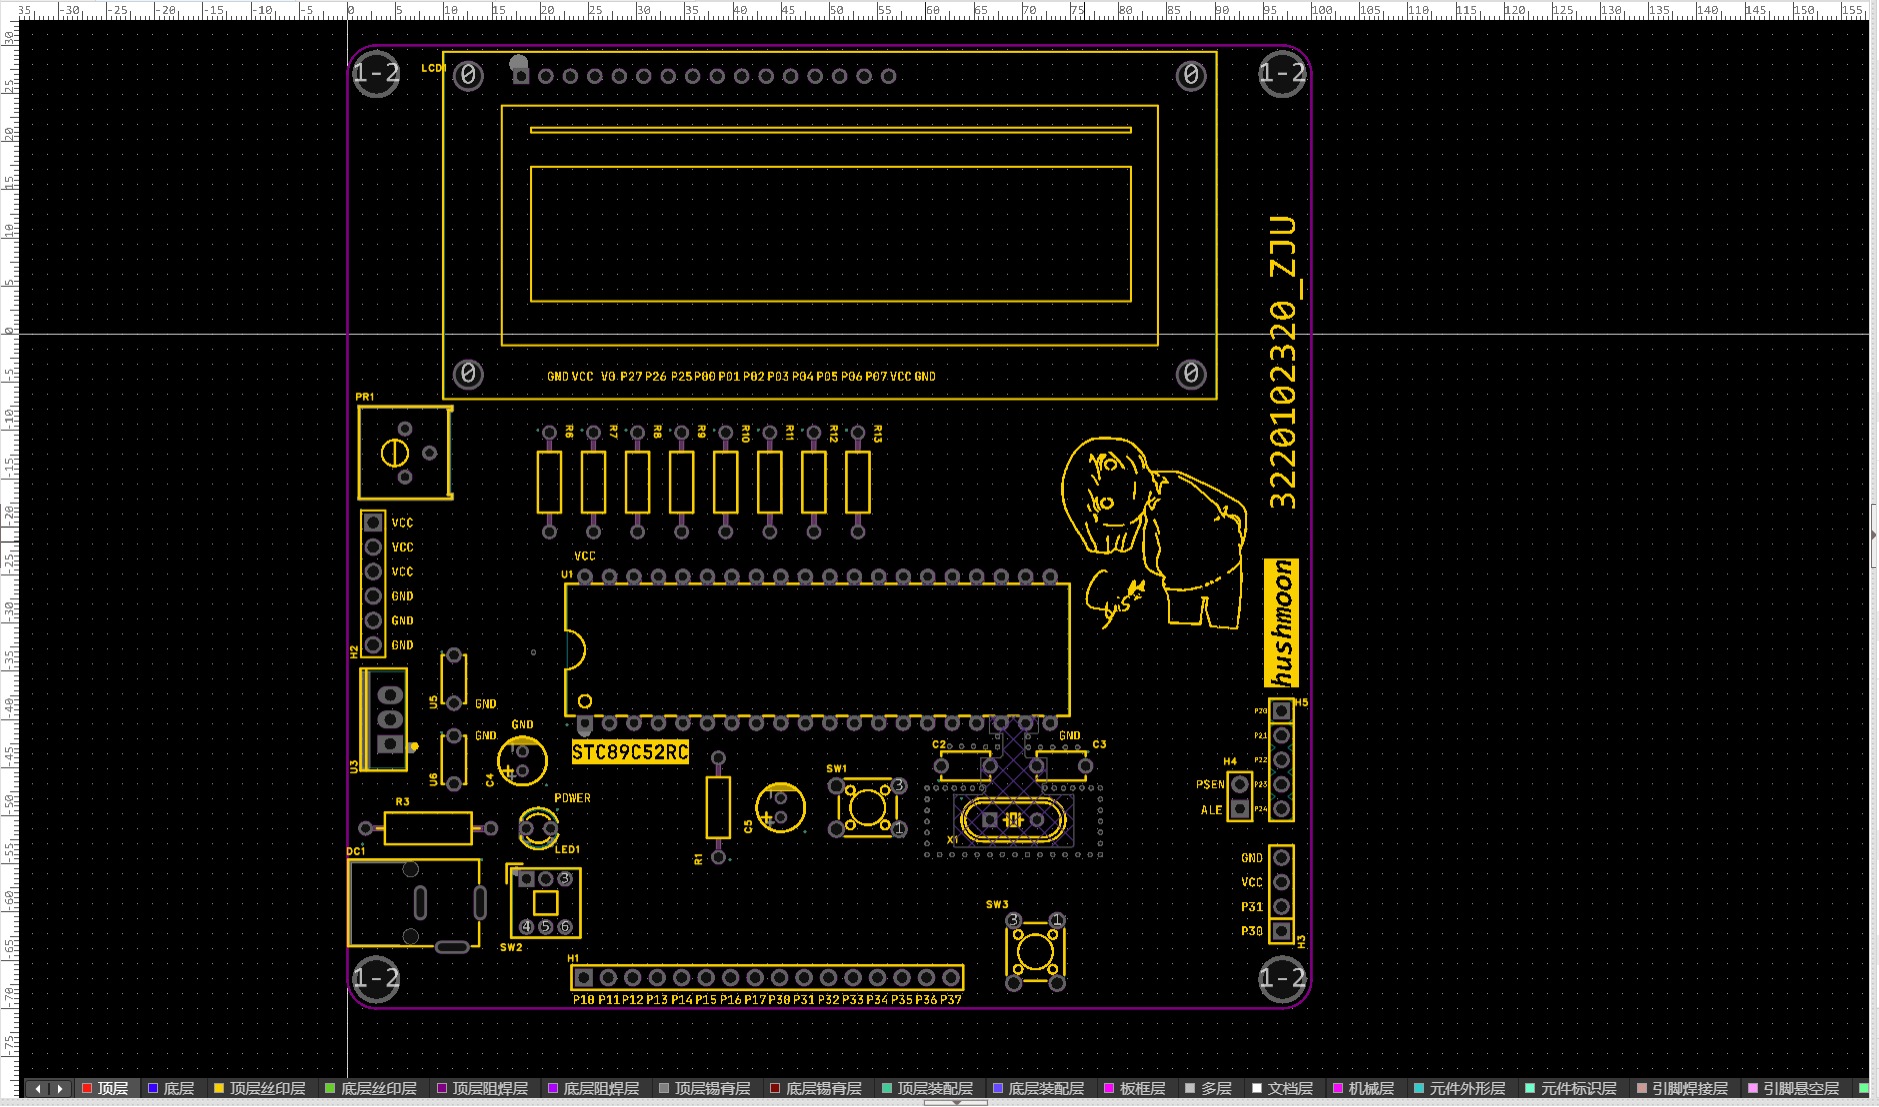 35 -30 -25 -20 -15 -10 -5 0 5 10 15 20 25 30 35 40 45 50 55 60 65 70 75 80 85 90 95 100 105 110 115 120 125 130 135 140 145 150 155
30
25
20
15
10
5
0
-5
-10
-15
-20
-25
-30
-35
-40
-45
-50
-55
-60
-65
-70
-75
1-2 LCD1 0 0 1-2
3220102320_ZJU
0 0
GND VCC V0 P27 P26 P25 P00 P01 P02 P03 P04 P05 P06 P07 VCC GND
PR1
R6 R7 R8 R9 R10 R11 R12 R13
VCC
VCC
VCC
GND
GND
GND
H2
VCC
U1
hushmoon
U5 GND
GND
U3
U6
GND
C4
STC89C52RC
GND
C2 C3
H5
P20
P21
P22
P23
P24
H4
PSEN
ALE
SW1
3
1
X1
C5
R1
R3
POWER
LED1
DC1
3
4 5 6
SW2
SW3
3 1
GND
VCC
P31
P30
H3
H1
P10 P11 P12 P13 P14 P15 P16 P17 P30 P31 P32 P33 P34 P35 P36 P37
1-2 1-2
顶层 底层 顶层丝印层 底层丝印层 顶层阻焊层 底层阻焊层 顶层锡膏层 底层锡膏层 顶层装配层 底层装配层 板框层 多层 文档层 机械层 元件外形层 元件标识层 引脚焊接层 引脚悬空层